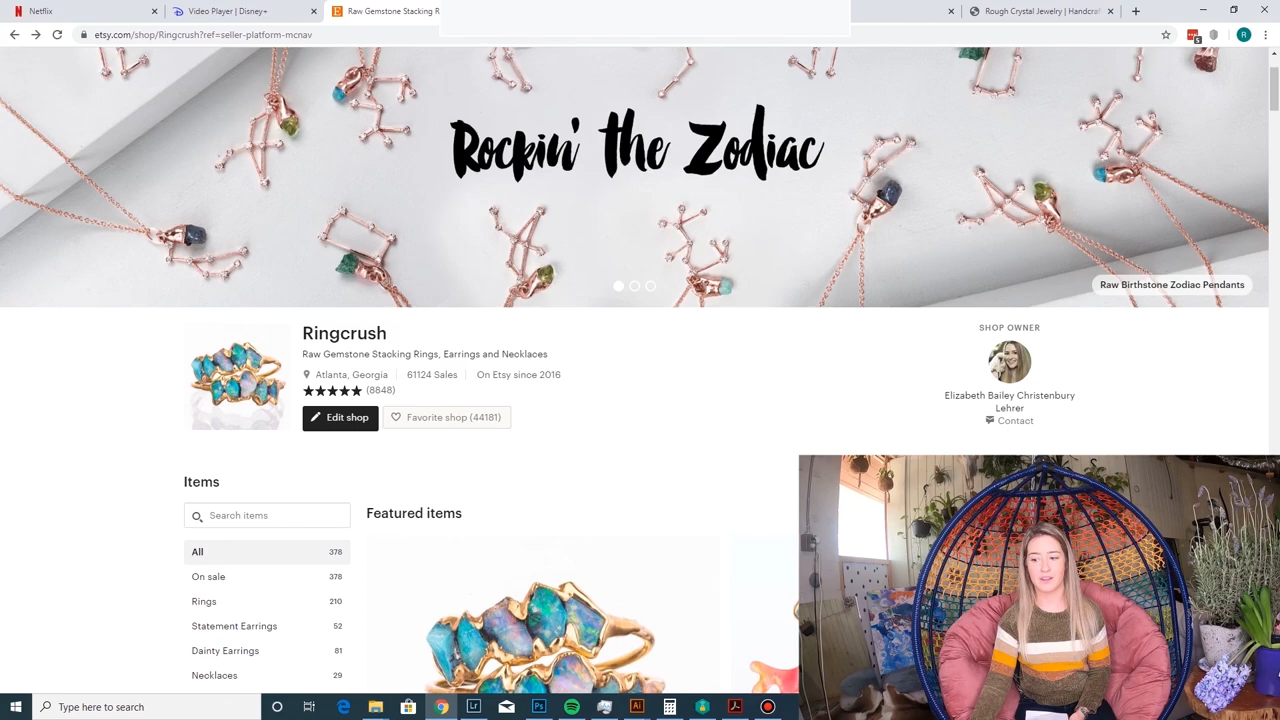 Netflix
Video Player | Disney+
Raw Gemstone Stacking R
Rough Crystal Jewelry | Handcraf
etsy.com/shop/Ringcrush?ref=seller-platform-mcnav
5
R
Rockin' the Zodiac
Raw Birthstone Zodiac Pendants
Ringcrush
Raw Gemstone Stacking Rings, Earrings and Necklaces
Atlanta, Georgia 61124 Sales On Etsy since 2016
(8848)
Edit shop
Favorite shop (44181)
SHOP OWNER
Elizabeth Bailey Christenbury
Lehrer
Contact
Items
Search items
Featured items
All 378
On sale 378
Rings 210
Statement Earrings 52
Dainty Earrings 81
Necklaces 29
Type here to search
Lr
Ps
Ai